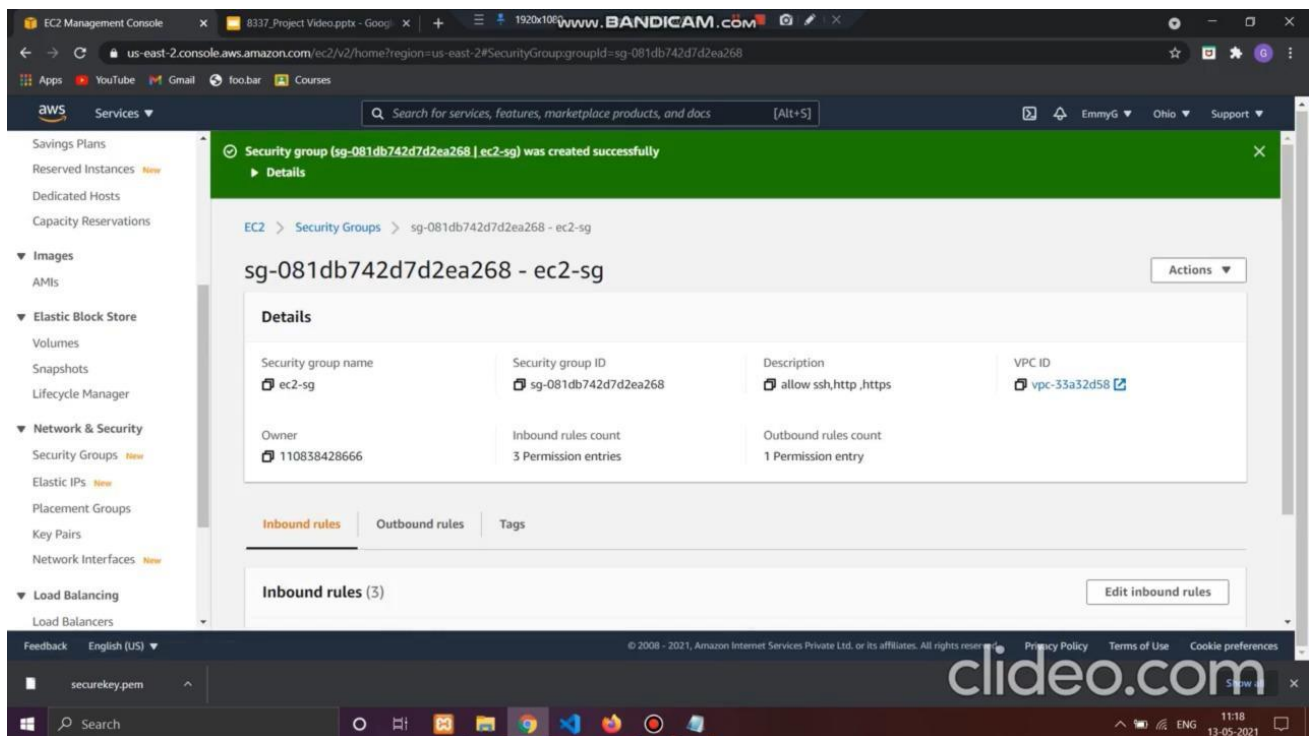 EC2 Management Console
8337_Project Video.pptx - Googl
1920x1080
www.BANDICAM.com
us-east-2.console.aws.amazon.com/ec2/v2/home?region=us-east-2#SecurityGroup:groupId=sg-081db742d7d2ea268
G
Apps YouTube Gmail foo.bar Courses
aws Services ▼ Search for services, features, marketplace products, and docs [Alt+S] EmmyG ▼ Ohio ▼ Support ▼
Savings Plans
Reserved Instances New
Dedicated Hosts
Capacity Reservations
▼ Images
AMIs
▼ Elastic Block Store
Volumes
Snapshots
Lifecycle Manager
▼ Network & Security
Security Groups New
Elastic IPs New
Placement Groups
Key Pairs
Network Interfaces New
▼ Load Balancing
Load Balancers
Security group (sg-081db742d7d2ea268 | ec2-sg) was created successfully
▶ Details
EC2 > Security Groups > sg-081db742d7d2ea268 - ec2-sg
sg-081db742d7d2ea268 - ec2-sg
Actions ▼
Details
Security group name
ec2-sg
Security group ID
sg-081db742d7d2ea268
Description
allow ssh,http ,https
VPC ID
vpc-33a32d58
Owner
110838428666
Inbound rules count
3 Permission entries
Outbound rules count
1 Permission entry
Inbound rules Outbound rules Tags
Inbound rules (3)
Edit inbound rules
Feedback English (US) ▼ © 2008 - 2021, Amazon Internet Services Private Ltd. or its affiliates. All rights reserved. Privacy Policy Terms of Use Cookie preferences
securekey.pem
Show all
clideo.com
Search
ENG
11:18
13-05-2021